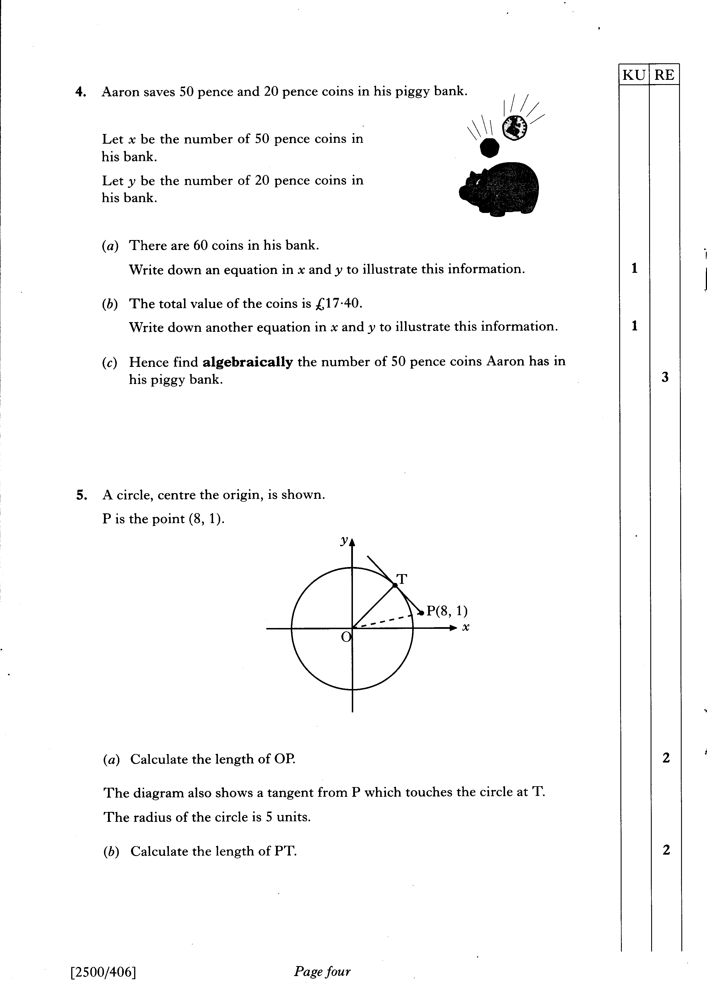 KU RE
4. Aaron saves 50 pence and 20 pence coins in his piggy bank.
Let x be the number of 50 pence coins in
his bank.
Let y be the number of 20 pence coins in
his bank.
(a) There are 60 coins in his bank.
Write down an equation in x and y to illustrate this information. 1
(b) The total value of the coins is £17·40.
Write down another equation in x and y to illustrate this information. 1
(c) Hence find algebraically the number of 50 pence coins Aaron has in
his piggy bank. 3
5. A circle, centre the origin, is shown.
P is the point (8, 1).
y
T
P(8, 1)
x
O
(a) Calculate the length of OP. 2
The diagram also shows a tangent from P which touches the circle at T.
The radius of the circle is 5 units.
(b) Calculate the length of PT. 2
[2500/406] Page four